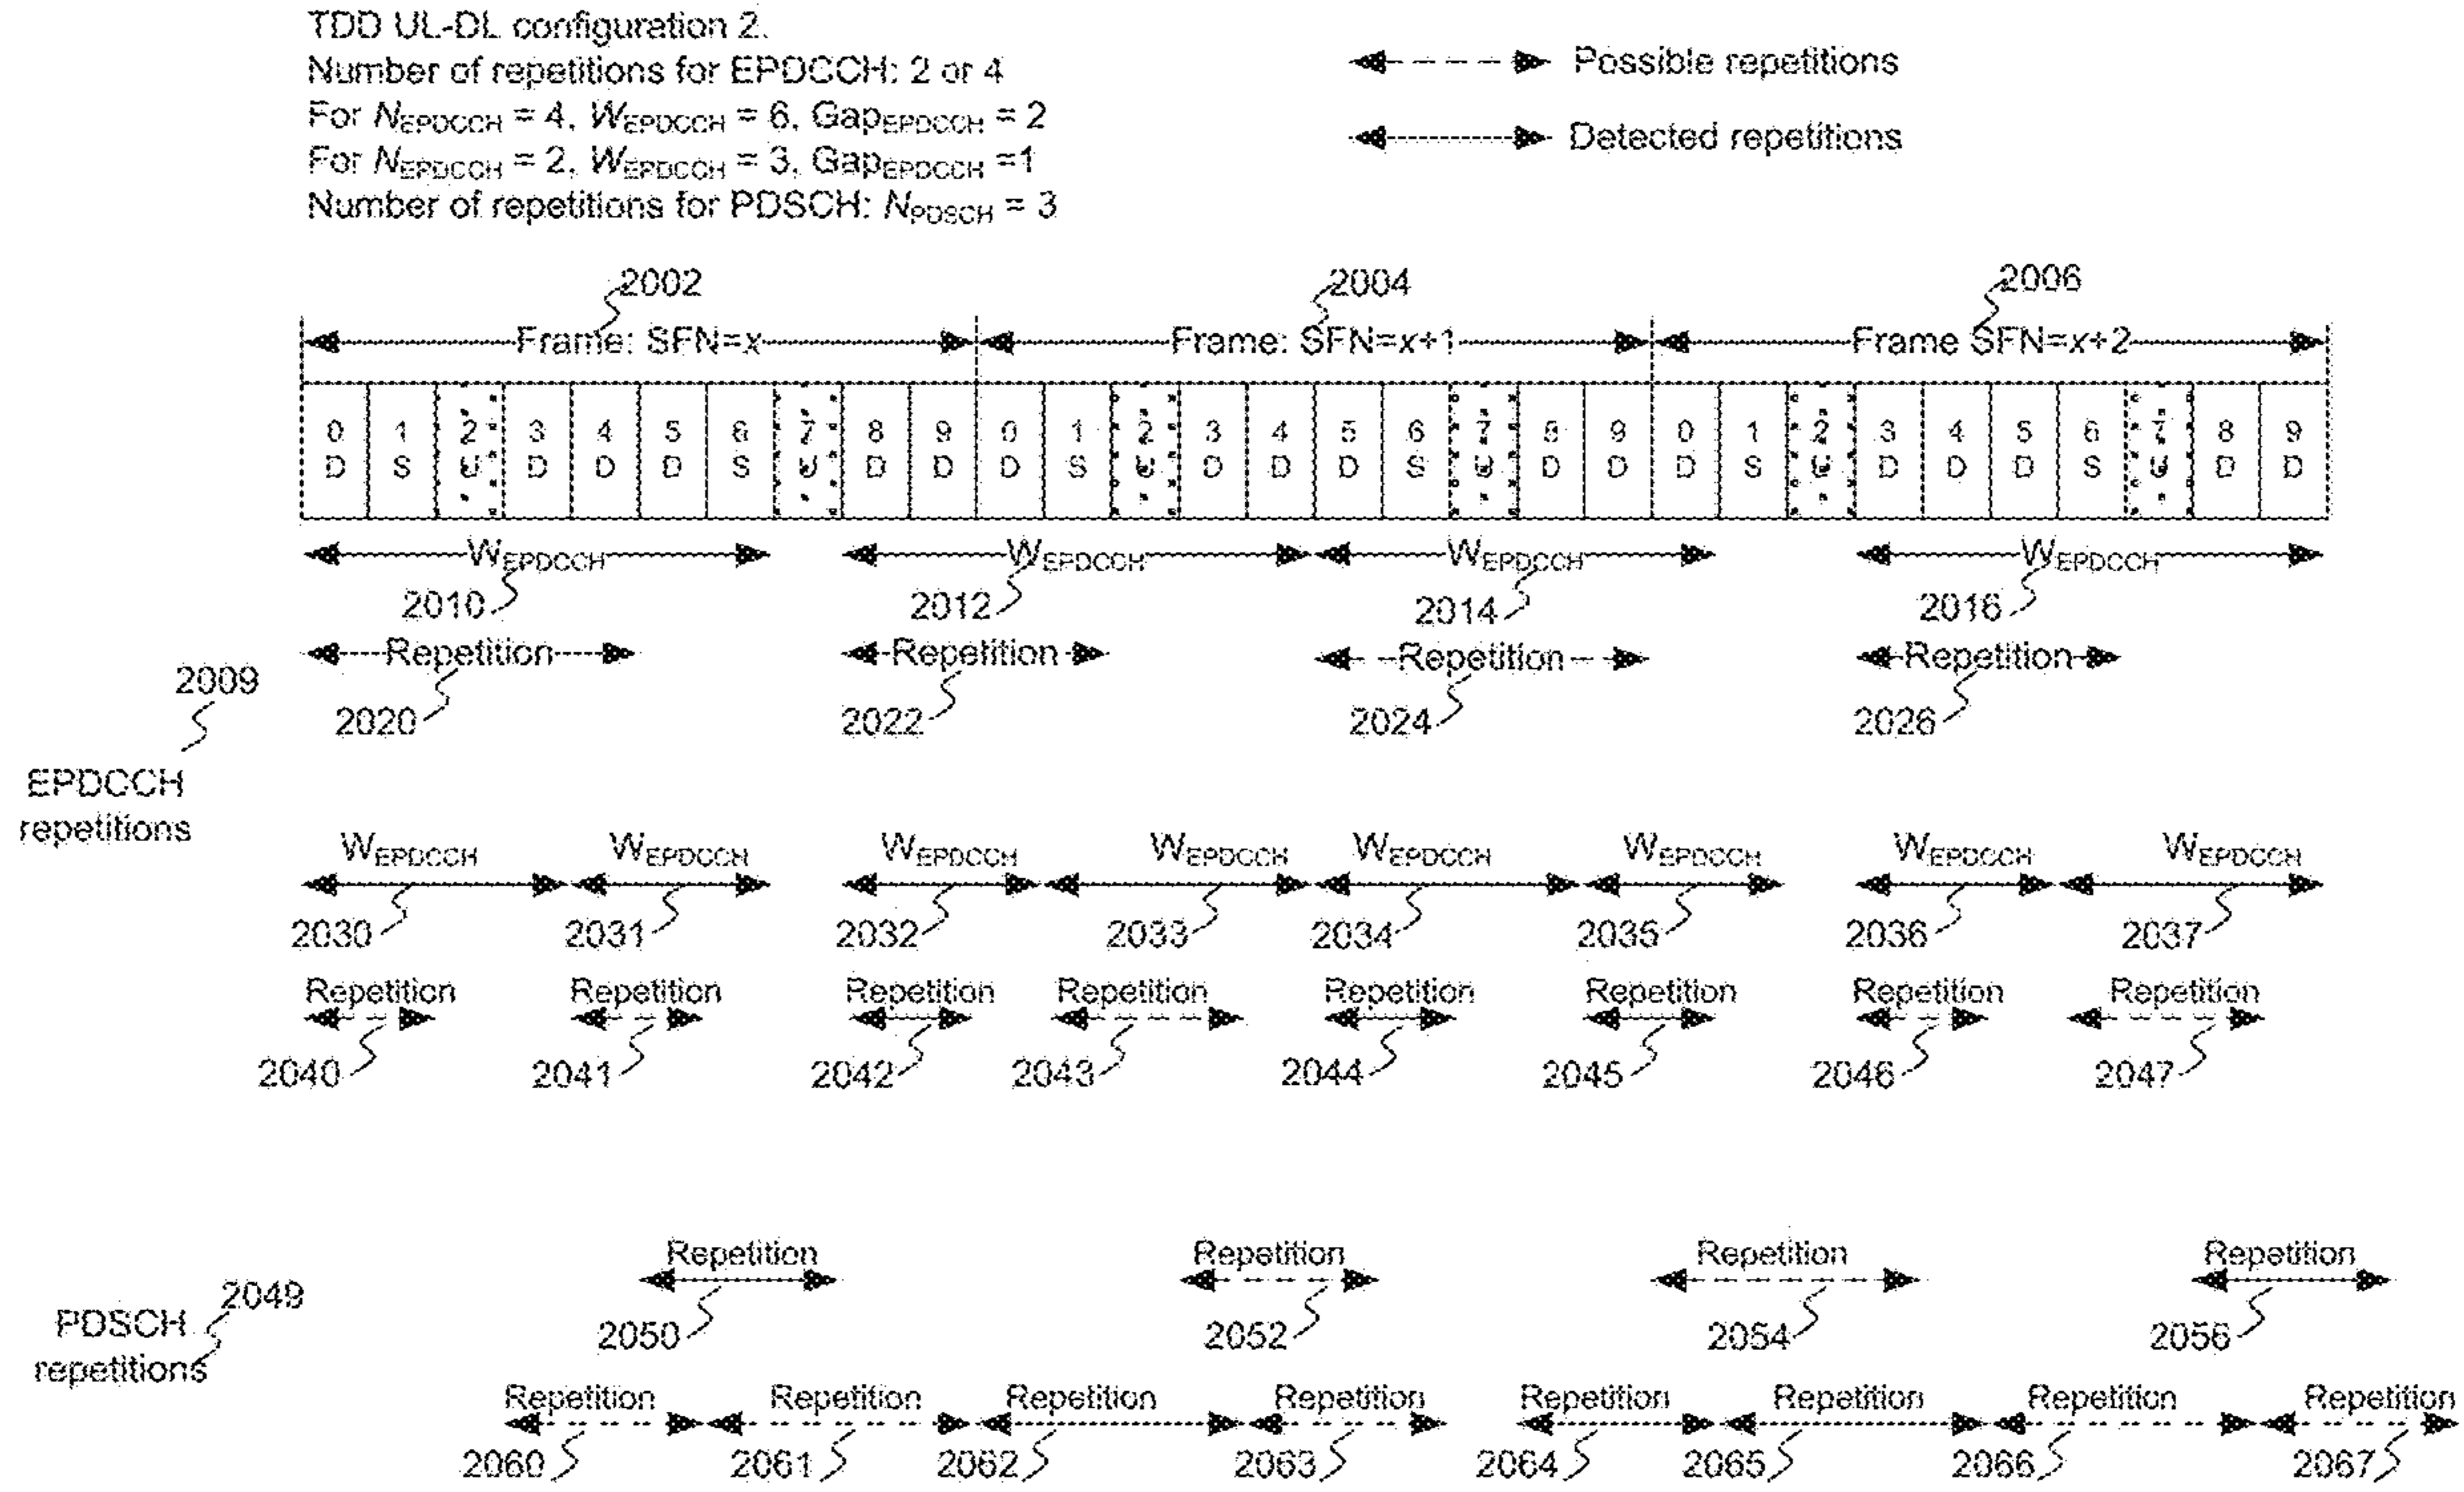 TDD UL-DL configuration 2.
Number of repetitions for EPDCCH: 2 or 4
For NEPDCCH = 4, WEPDCCH = 6, GapEPDCCH = 2
For NEPDCCH = 2, WEPDCCH = 3, GapEPDCCH =1
Number of repetitions for PDSCH: NPDSCH = 3
Possible repetitions
Detected repetitions
2002 2004 2006
Frame: SFN=x Frame: SFN=x+1 Frame SFN=x+2
0 1 2 3 4 5 6 7 8 9 0 1 2 3 4 5 6 7 8 9 0 1 2 3 4 5 6 7 8 9
D S U D D D S U D D D S U D D D S U D D D S U D D D S U D D
WEPDCCH WEPDCCH WEPDCCH WEPDCCH
2010 2012 2014 2016
Repetition Repetition Repetition Repetition
2009
2020 2022 2024 2026
EPDCCH
repetitions
WEPDCCH WEPDCCH WEPDCCH WEPDCCH WEPDCCH WEPDCCH WEPDCCH WEPDCCH
2030 2031 2032 2033 2034 2035 2036 2037
Repetition Repetition Repetition Repetition Repetition Repetition Repetition Repetition
2040 2041 2042 2043 2044 2045 2046 2047
Repetition Repetition Repetition Repetition
2049
PDSCH
repetitions
2050 2052 2054 2056
Repetition Repetition Repetition Repetition Repetition Repetition Repetition Repetition
2060 2061 2062 2063 2064 2065 2066 2067